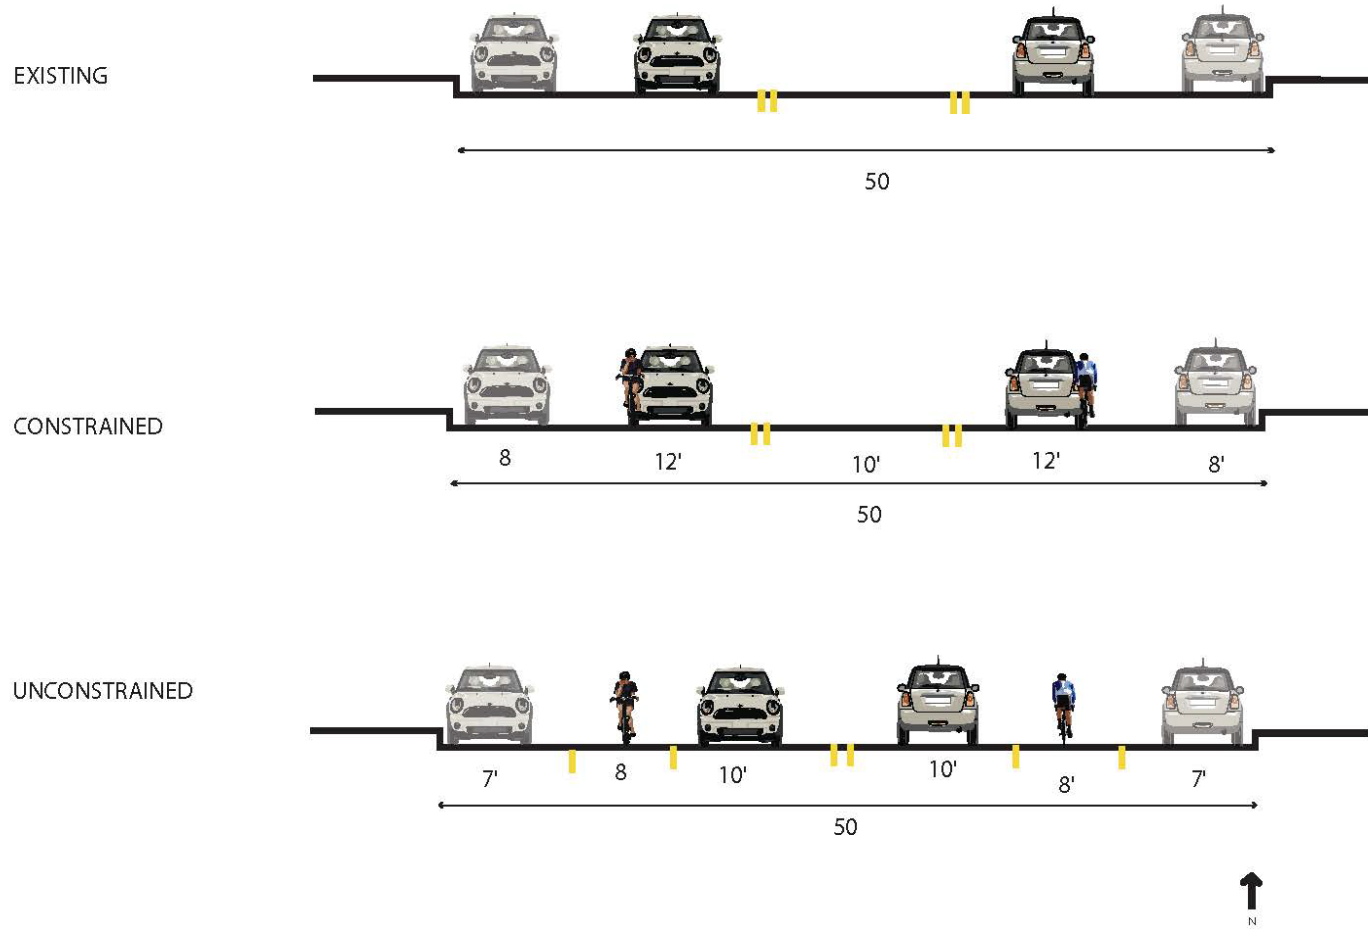 EXISTING
50
CONSTRAINED
8 12' 10' 12' 8'
50
UNCONSTRAINED
7' 8 10' 10' 8' 7'
50
N